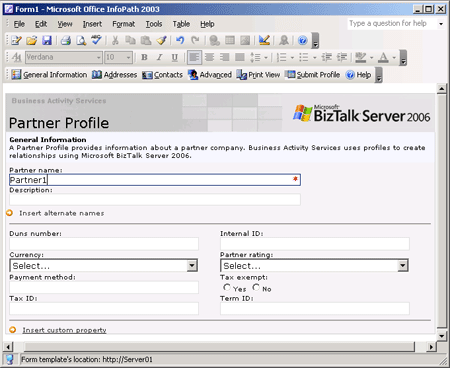 Form1 - Microsoft Office InfoPath 2003
File Edit View Insert Format Tools Table Help Type a question for help
Verdana 10 B I U
General Information Addresses Contacts Advanced Print View Submit Profile Help
Business Activity Services
Partner Profile
Microsoft
BizTalk Server 2006
General Information
A Partner Profile provides information about a partner company. Business Activity Services uses profiles to create
relationships using Microsoft BizTalk Server 2006.
Partner name:
Partner1 *
Description:
Insert alternate names
Duns number: Internal ID:
Currency: Partner rating:
Select... Select...
Payment method: Tax exempt:
Yes No
Tax ID: Term ID:
Insert custom property
Form template's location: http://Server01